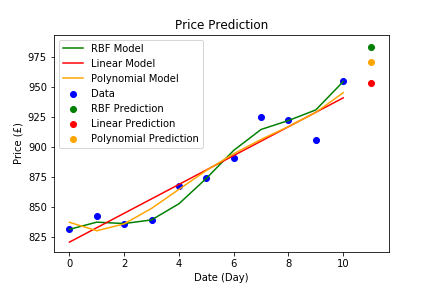 Price Prediction
RBF Model
Linear Model
Polynomial Model
Data
RBF Prediction
Linear Prediction
Polynomial Prediction
975
950
925
900
875
850
825
Price (£)
0 2 4 6 8 10
Date (Day)